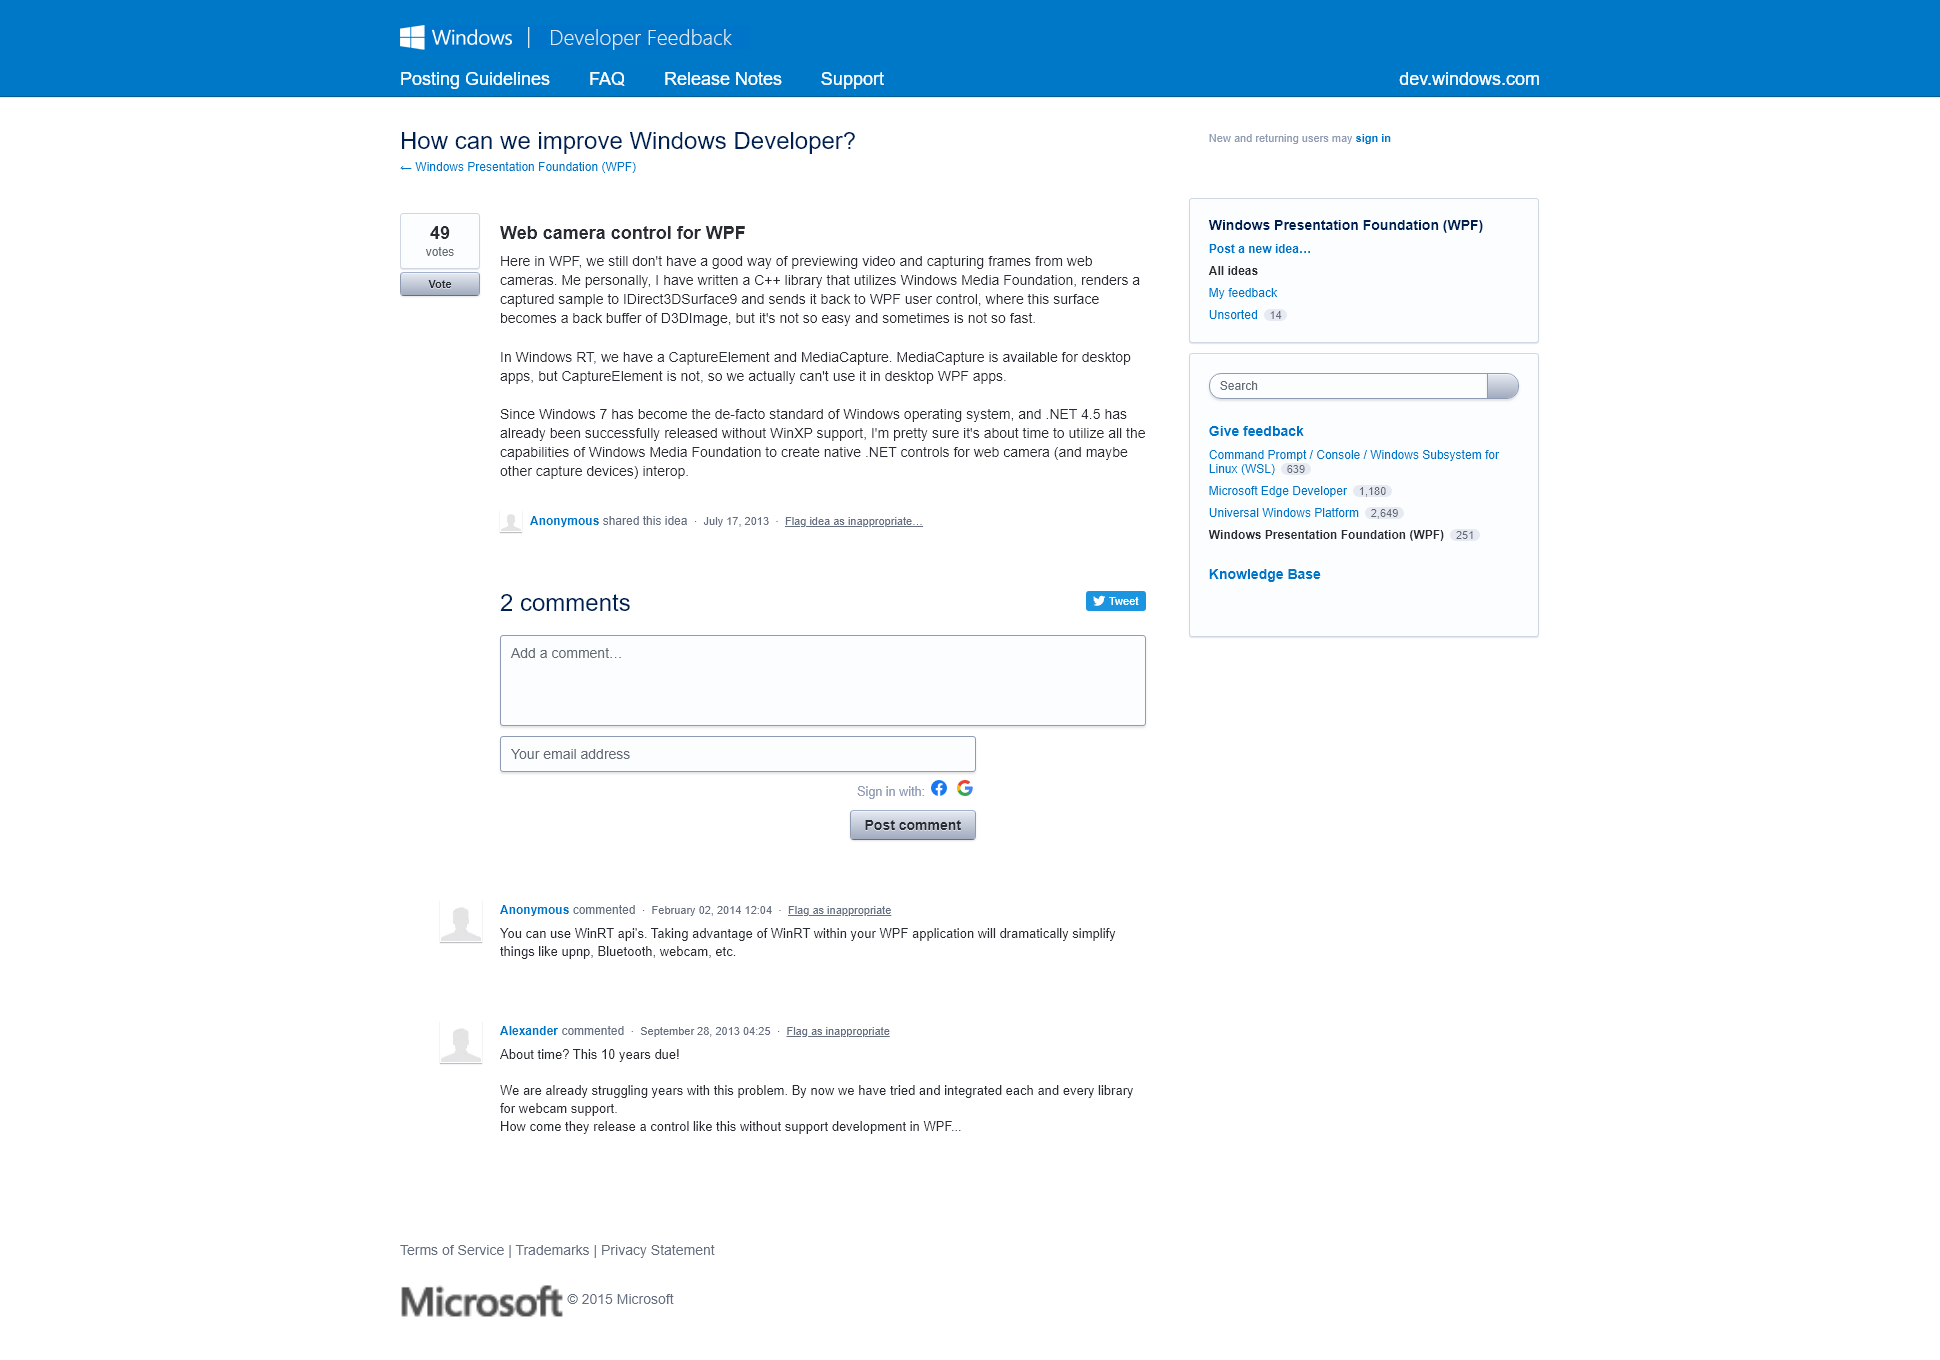 Windows | Developer Feedback
Posting Guidelines FAQ Release Notes Support dev.windows.com
How can we improve Windows Developer?
← Windows Presentation Foundation (WPF)
New and returning users may sign in
49
votes
Vote
Web camera control for WPF
Here in WPF, we still don't have a good way of previewing video and capturing frames from web
cameras. Me personally, I have written a C++ library that utilizes Windows Media Foundation, renders a
captured sample to IDirect3DSurface9 and sends it back to WPF user control, where this surface
becomes a back buffer of D3DImage, but it's not so easy and sometimes is not so fast.
In Windows RT, we have a CaptureElement and MediaCapture. MediaCapture is available for desktop
apps, but CaptureElement is not, so we actually can't use it in desktop WPF apps.
Since Windows 7 has become the de-facto standard of Windows operating system, and .NET 4.5 has
already been successfully released without WinXP support, I'm pretty sure it's about time to utilize all the
capabilities of Windows Media Foundation to create native .NET controls for web camera (and maybe
other capture devices) interop.
Anonymous shared this idea · July 17, 2013 · Flag idea as inappropriate…
2 comments
Tweet
Add a comment…
Your email address
Sign in with:
Post comment
Anonymous commented · February 02, 2014 12:04 · Flag as inappropriate
You can use WinRT api's. Taking advantage of WinRT within your WPF application will dramatically simplify
things like upnp, Bluetooth, webcam, etc.
Alexander commented · September 28, 2013 04:25 · Flag as inappropriate
About time? This 10 years due!
We are already struggling years with this problem. By now we have tried and integrated each and every library
for webcam support.
How come they release a control like this without support development in WPF...
Windows Presentation Foundation (WPF)
Post a new idea…
All ideas
My feedback
Unsorted 14
Search
Give feedback
Command Prompt / Console / Windows Subsystem for
Linux (WSL) 639
Microsoft Edge Developer 1,180
Universal Windows Platform 2,649
Windows Presentation Foundation (WPF) 251
Knowledge Base
Terms of Service | Trademarks | Privacy Statement
Microsoft © 2015 Microsoft